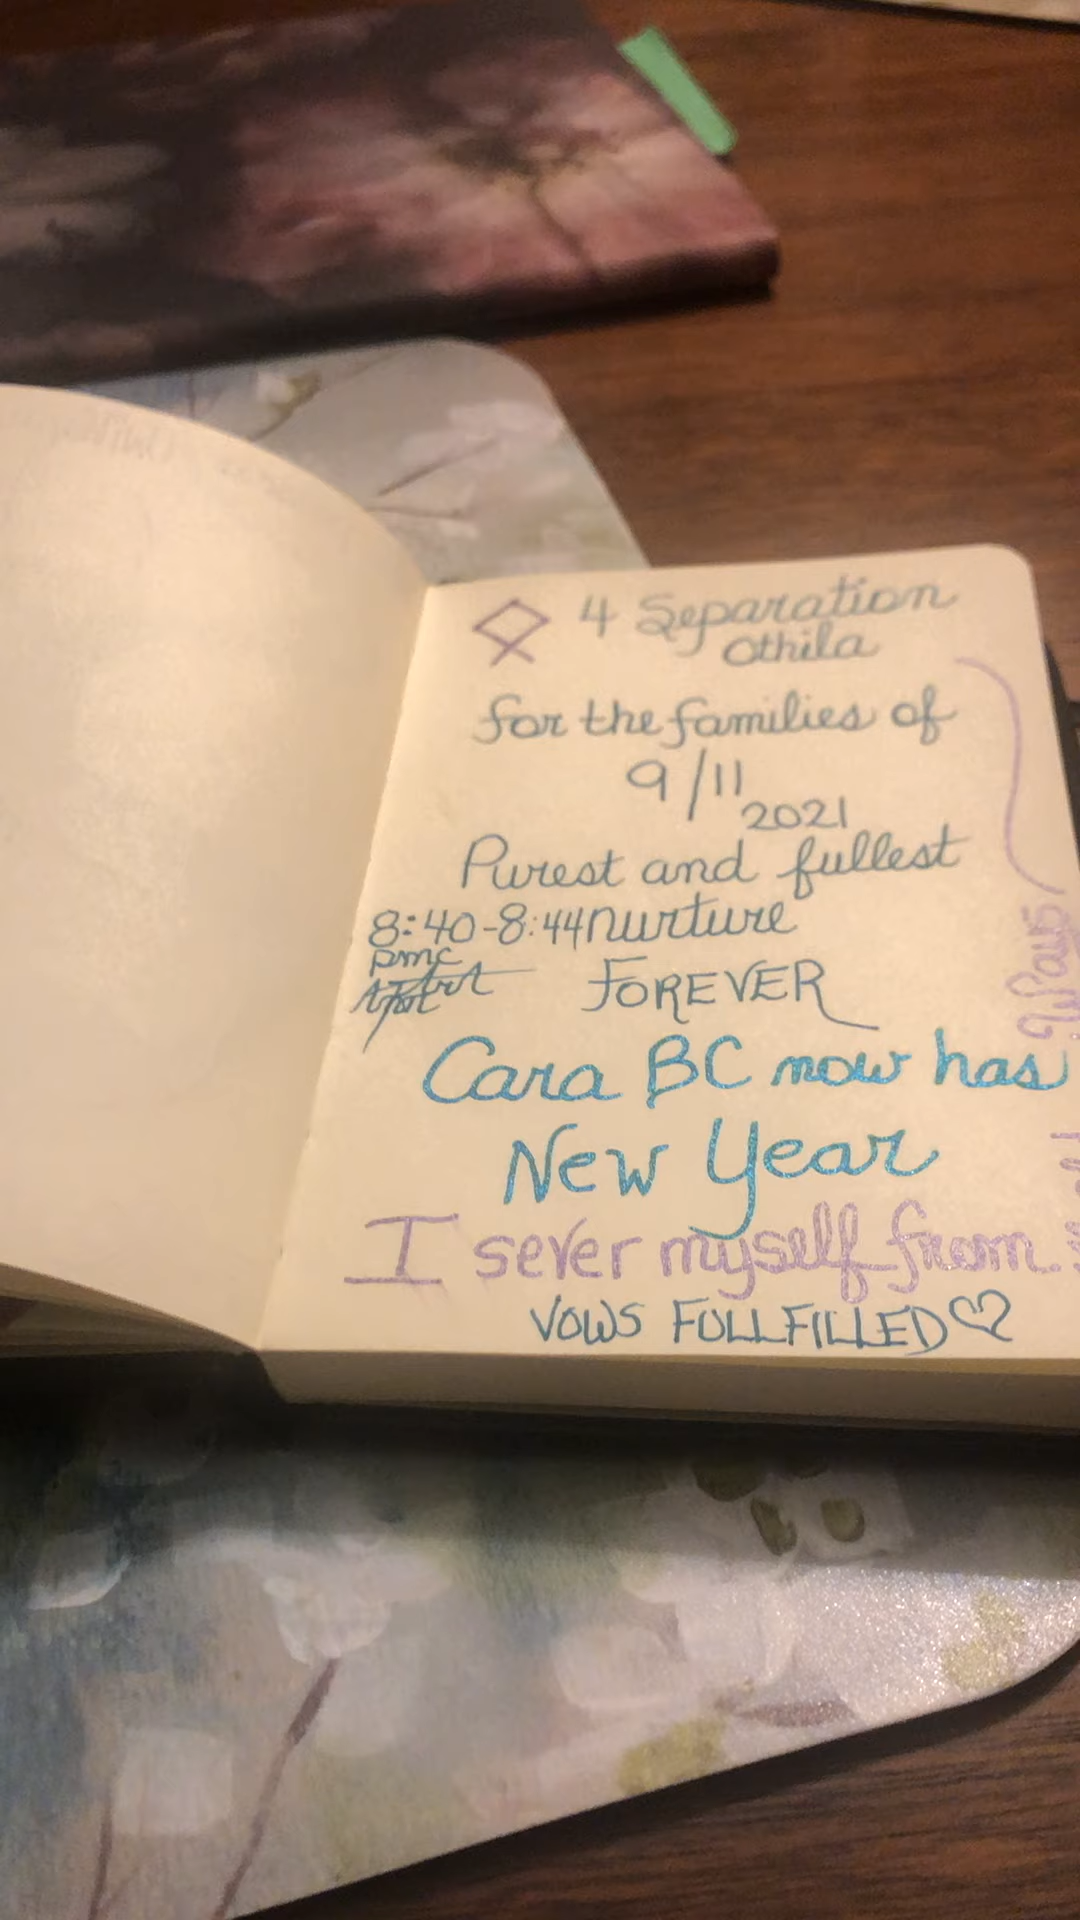 4 Separation
Othila
for the families of
9/11
2021
Purest and fullest
8:40-8:44 nurture
pmc
FOREVER
Cara BC now has
New Year
I sever myself from
VOWS FULLFILLED
Ways